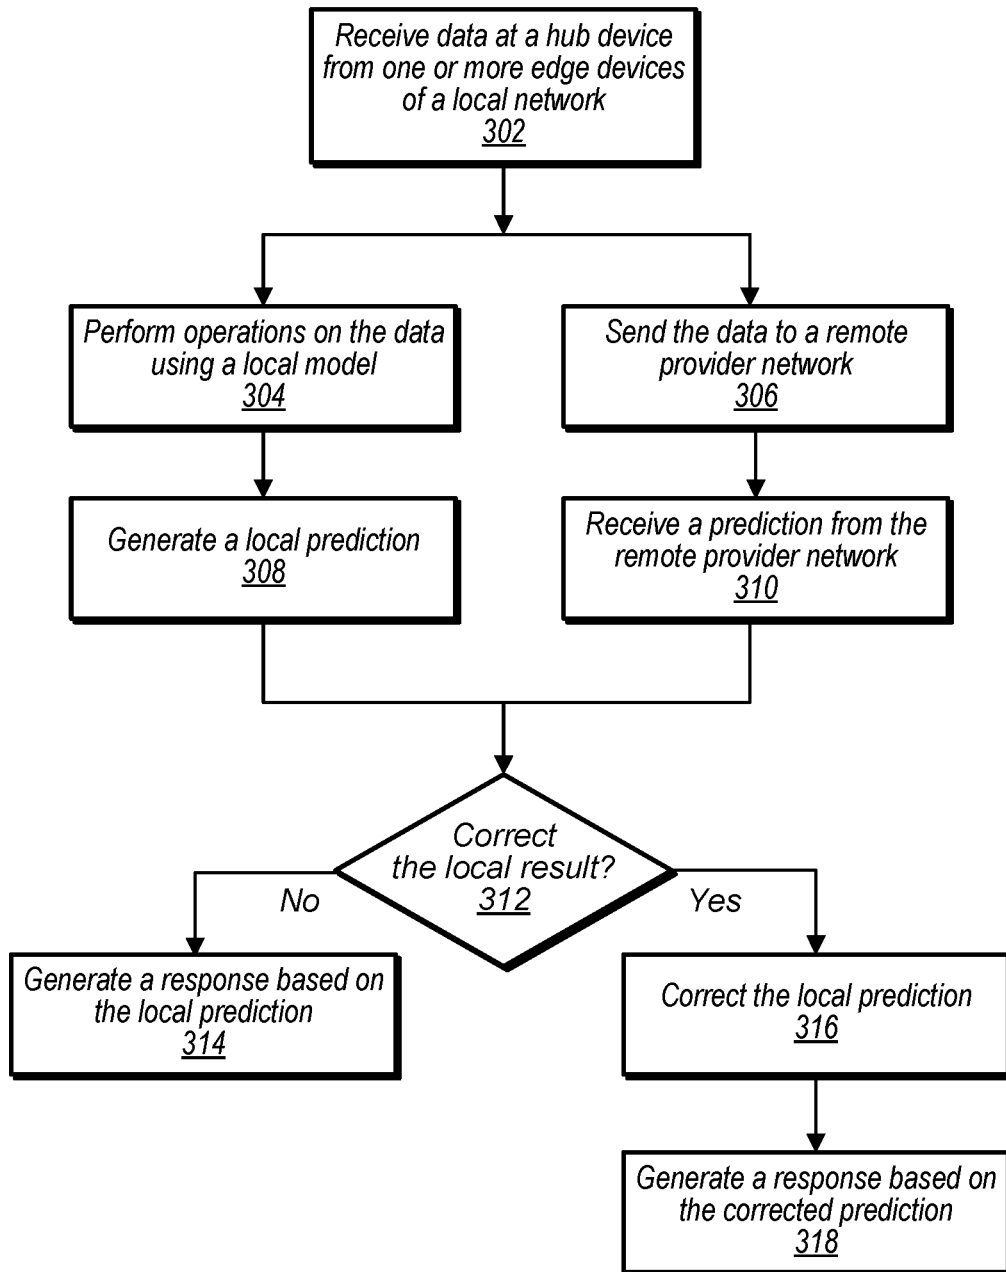 Receive data at a hub device
from one or more edge devices
of a local network
302
Perform operations on the data
using a local model
304
Send the data to a remote
provider network
306
Generate a local prediction
308
Receive a prediction from the
remote provider network
310
Correct
the local result?
312
No
Yes
Generate a response based on
the local prediction
314
Correct the local prediction
316
Generate a response based on
the corrected prediction
318